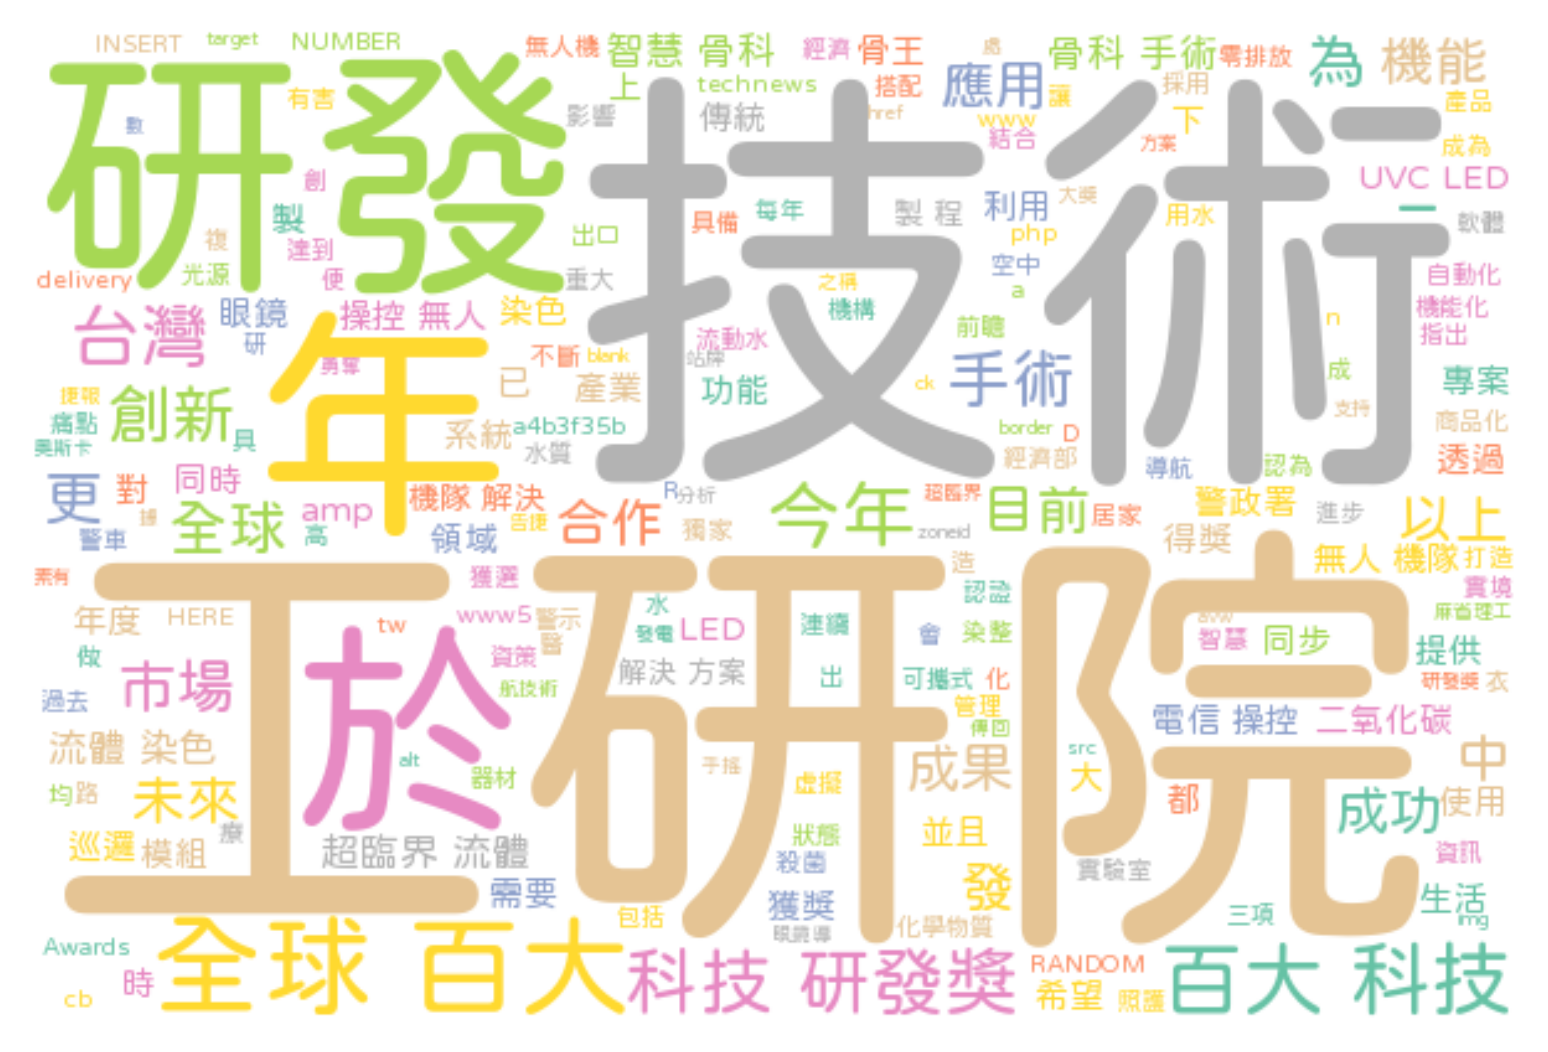 INSERT target NUMBER 無人機 智慧 骨科 經濟 骨王 處 骨科 手術 零排放 為 機能
上 technews 搭配 應用 讓 採用 產品
研發 技術
有害 影響 傳統 href www 下
數 結合 方案 成為
創 UVC LED
製 複 每年 具備 製 程 利用 大獎 用水 一 軟體
達到 出口 php
delivery 光源 便 重大 之稱 空中 a 自動化
台灣 眼鏡 操控 無人 染色 機構 前瞻 n 機能化
研 年 流動水 指出
勇奪 不斷 blank 站牌 手術 成 專案
捷報 創新 已 產業 功能 ck 支持
痛點 具 系統 a4b3f35b border D 商品化
奧斯卡 水質 經濟部 導航 認為 透過
更 對 同時 機隊 解決 R 分析 今年 超臨界 目前 警政署 以上
據 全球 amp 告捷 合作 獨家 居家 進步
警車 高 領域 zoneid 得獎 無人 機隊 打造
素有 獲選 造 實境
工研院
年度 HERE www5 警示 水 認證 麻省理工
tw 醫 發電 LED 連續 會 染整 智慧 同步 提供
做 於 資策
市場 航技術 解決 方案 出 可攜式 化 研發獎 衣
過去 管理 電信 操控 二氧化碳
傳回
流體 染色 alt 手搖 成果 src 中
均 路 未來 器材 虛擬 大 都 成功 使用
巡邏 模組 療 超臨界 流體 狀態 並且 資訊
殺菌 實驗室
需要 獲獎 發 生活
包括 化學物質 三項 img
Awards 全球 百大 眼鏡導
時 科技 研發獎 RANDOM 百大 科技
cb 希望 照護